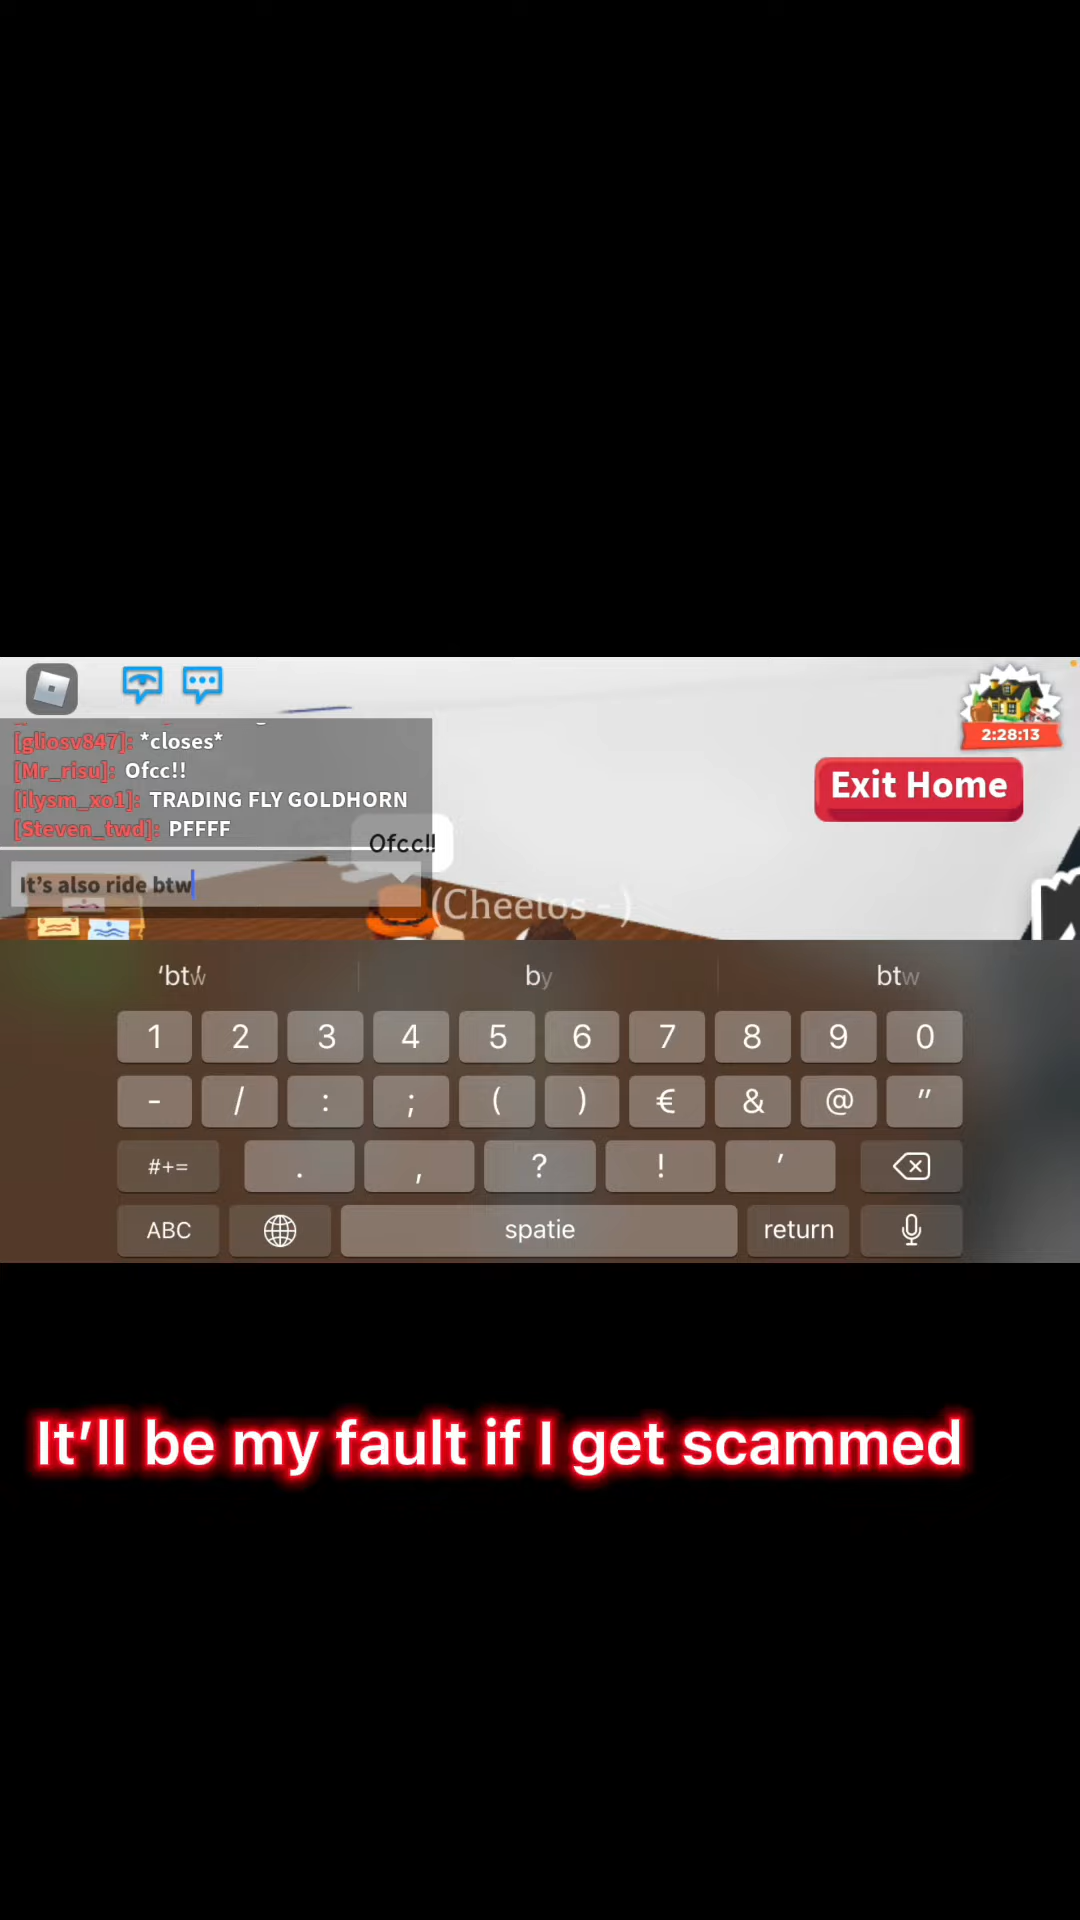 [gliosv847]: *closes*
[Mr_risu]: Ofcc!!
[ilysm_xo1]: TRADING FLY GOLDHORN
[Steven_twd]: PFFFF
It's also ride btw
Ofcc!!
(Cheetos - )
2:28:13
Exit Home
'btw'
by
btw
1 2 3 4 5 6 7 8 9 0
- / : ; ( ) € & @ "
#+= . , ? ! '
ABC spatie return
It'll be my fault if I get scammed